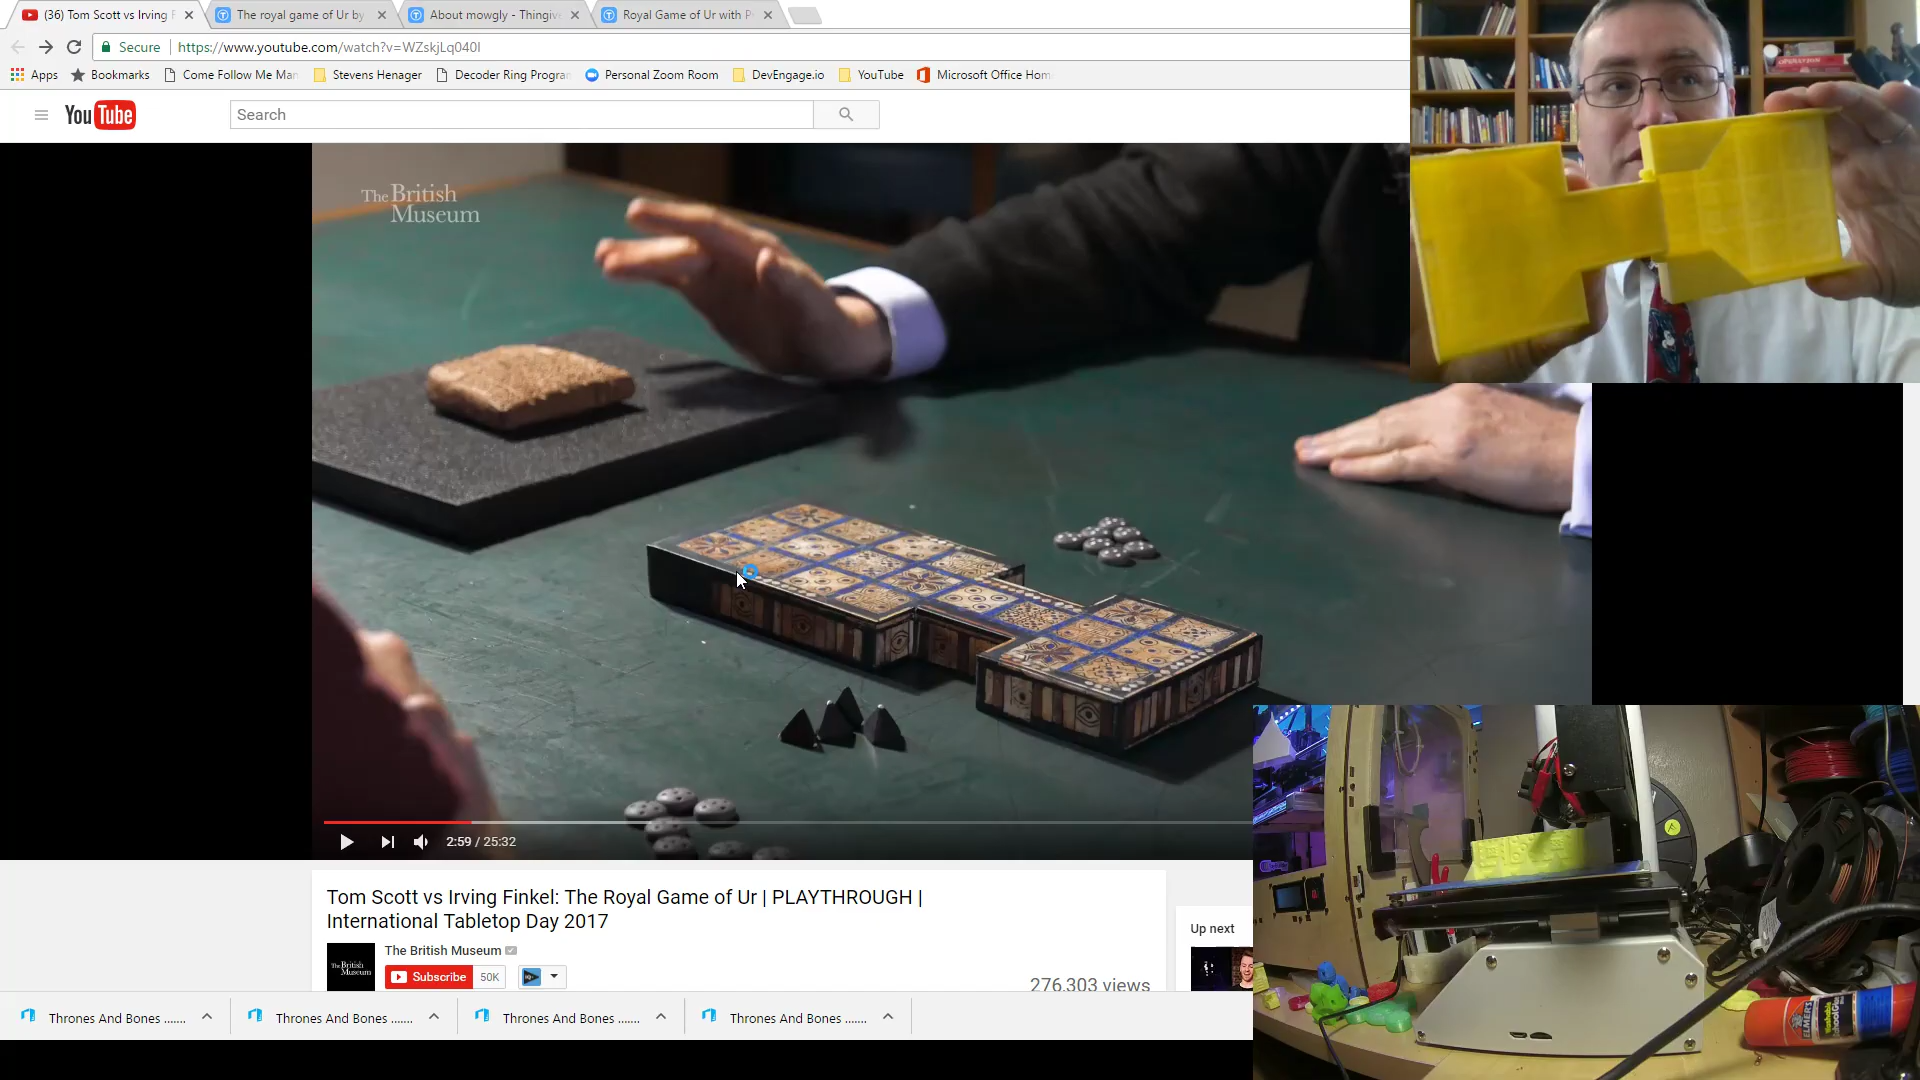 (36) Tom Scott vs Irving F
The royal game of Ur by
About mowgly - Thingiv
Royal Game of Ur with P
Secure
https://www.youtube.com/watch?v=WZskjLq040I
Apps
Bookmarks
Come Follow Me Man
Stevens Henager
Decoder Ring Program
Personal Zoom Room
DevEngage.io
YouTube
Microsoft Office Hom
YouTube
Search
The British
Museum
2:59 / 25:32
Tom Scott vs Irving Finkel: The Royal Game of Ur | PLAYTHROUGH |
International Tabletop Day 2017
The British Museum
Subscribe
50K
276,303 views
Up next
Thrones And Bones .......
Thrones And Bones .......
Thrones And Bones .......
Thrones And Bones .......
ELMER'S